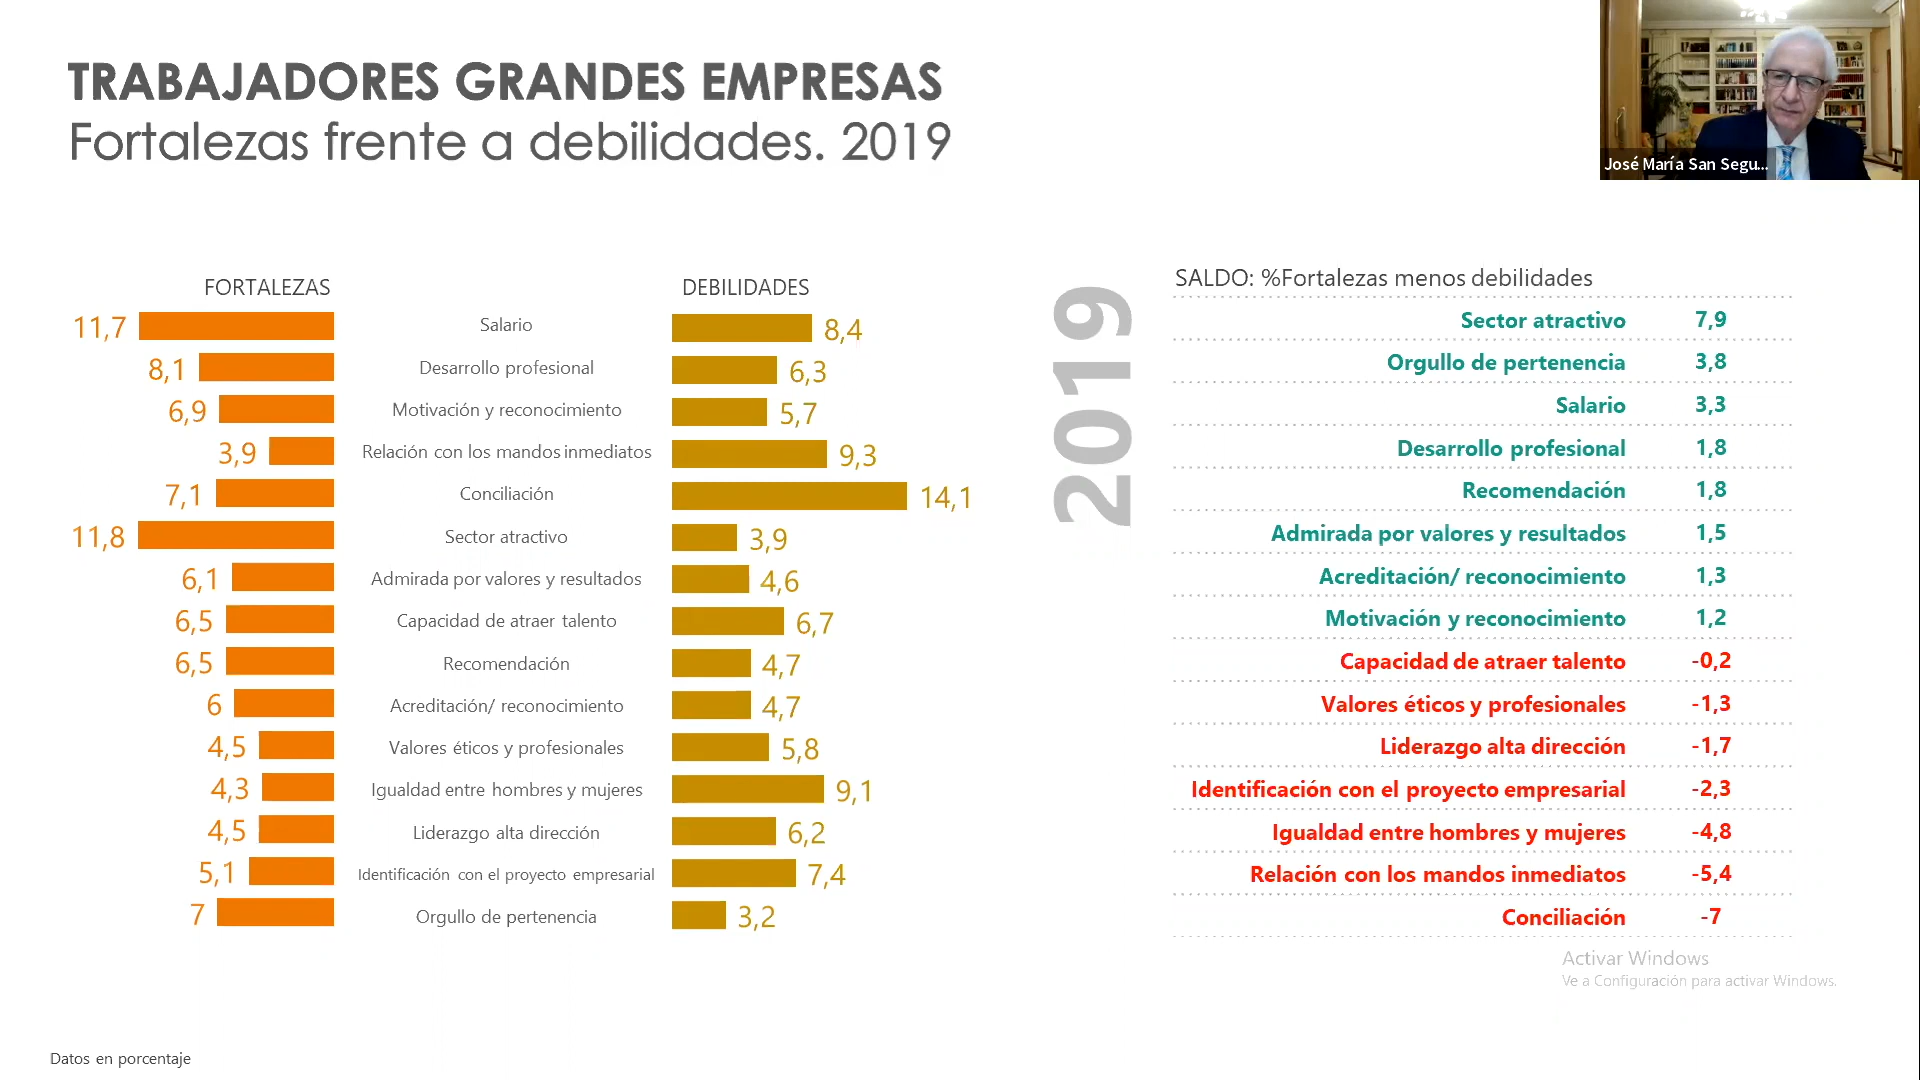 TRABAJADORES GRANDES EMPRESAS
Fortalezas frente a debilidades. 2019
José María San Segu...
FORTALEZAS
DEBILIDADES
11,7 Salario 8,4
8,1 Desarrollo profesional 6,3
6,9 Motivación y reconocimiento 5,7
3,9 Relación con los mandos inmediatos 9,3
7,1 Conciliación 14,1
11,8 Sector atractivo 3,9
6,1 Admirada por valores y resultados 4,6
6,5 Capacidad de atraer talento 6,7
6,5 Recomendación 4,7
6 Acreditación/ reconocimiento 4,7
4,5 Valores éticos y profesionales 5,8
4,3 Igualdad entre hombres y mujeres 9,1
4,5 Liderazgo alta dirección 6,2
5,1 Identificación con el proyecto empresarial 7,4
7 Orgullo de pertenencia 3,2
2019
SALDO: %Fortalezas menos debilidades
Sector atractivo 7,9
Orgullo de pertenencia 3,8
Salario 3,3
Desarrollo profesional 1,8
Recomendación 1,8
Admirada por valores y resultados 1,5
Acreditación/ reconocimiento 1,3
Motivación y reconocimiento 1,2
Capacidad de atraer talento -0,2
Valores éticos y profesionales -1,3
Liderazgo alta dirección -1,7
Identificación con el proyecto empresarial -2,3
Igualdad entre hombres y mujeres -4,8
Relación con los mandos inmediatos -5,4
Conciliación -7
Activar Windows
Ve a Configuración para activar Windows.
Datos en porcentaje